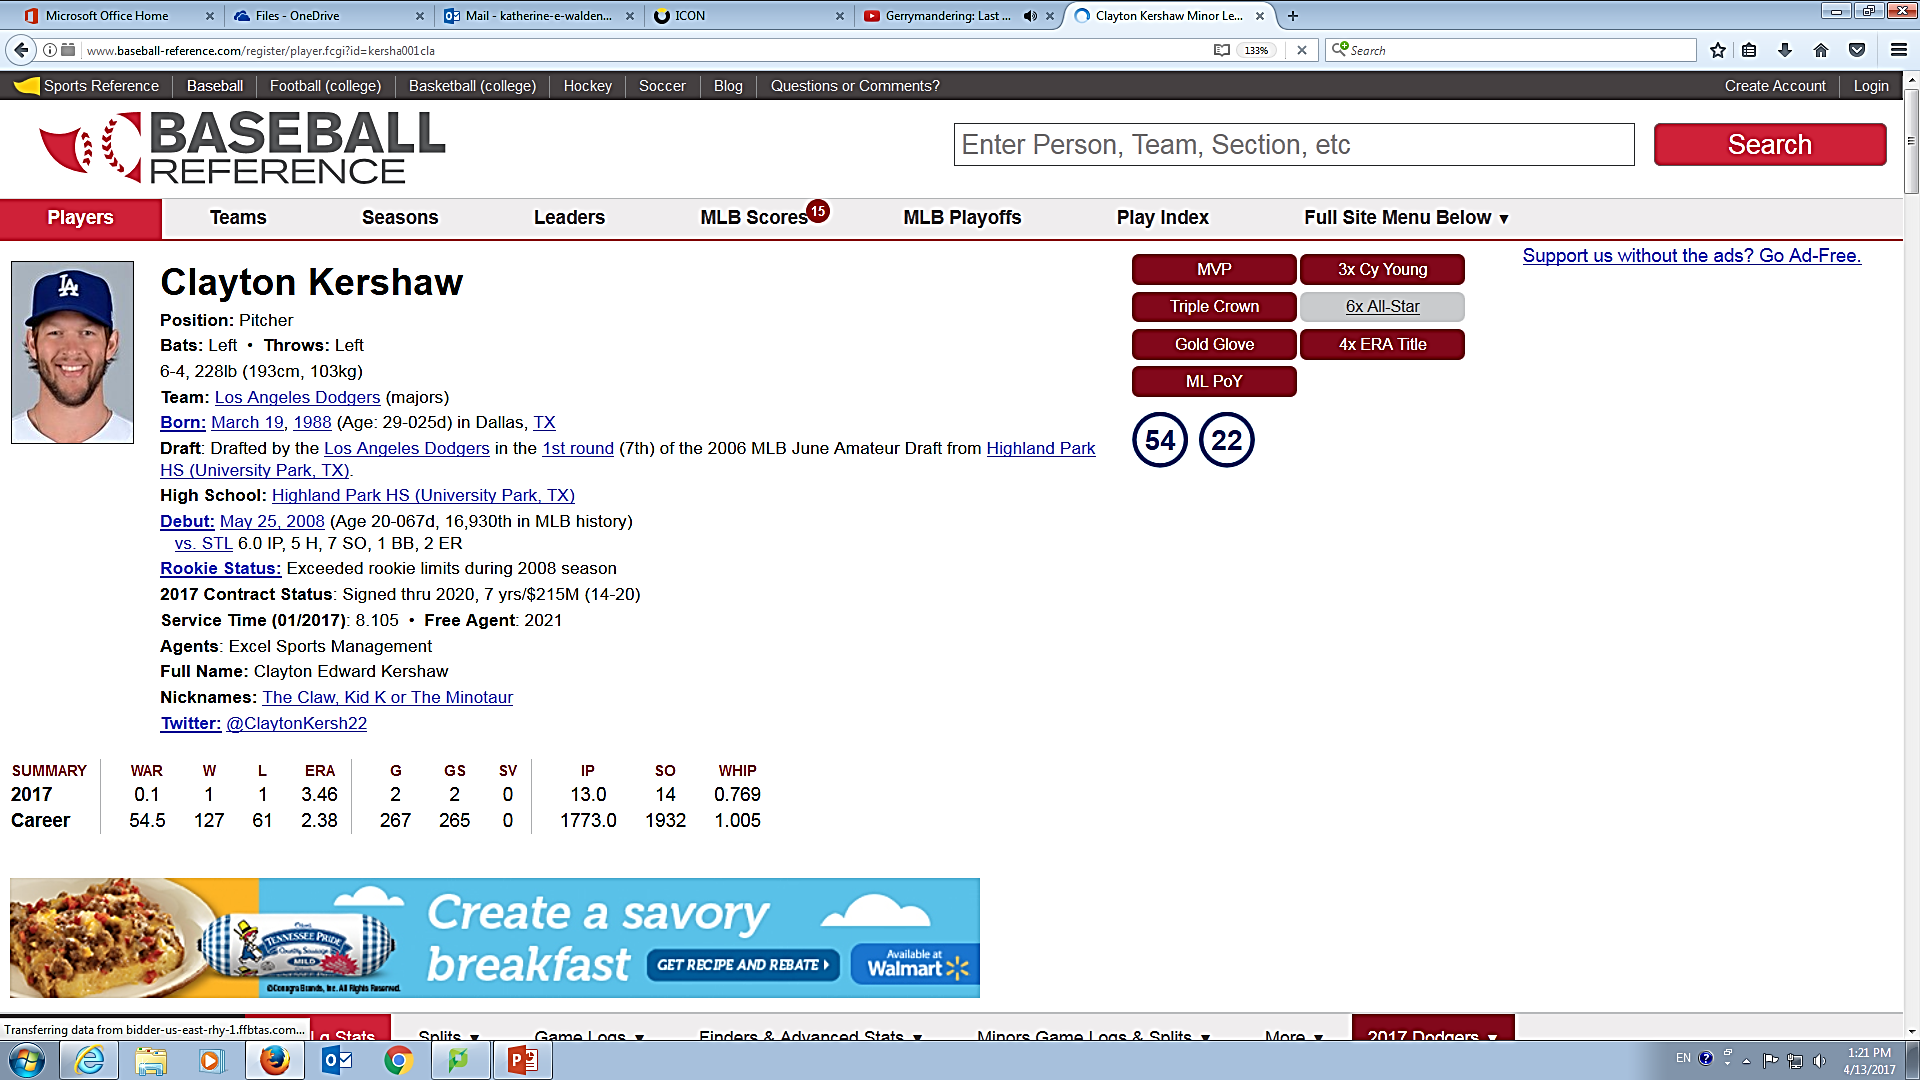 Microsoft Office Home
Files - OneDrive
Mail - katherine-e-walden...
ICON
Gerrymandering: Last ...
Clayton Kershaw Minor Le...
www.baseball-reference.com/register/player.fcgi?id=kersha001cla
133%
Search
Sports Reference
Baseball
Football (college)
Basketball (college)
Hockey
Soccer
Blog
Questions or Comments?
Create Account
Login
BASEBALL
REFERENCE
Enter Person, Team, Section, etc
Search
Players
Teams
Seasons
Leaders
MLB Scores 15
MLB Playoffs
Play Index
Full Site Menu Below ▼
Support us without the ads? Go Ad-Free.
LA
Clayton Kershaw
Position: Pitcher
Bats: Left • Throws: Left
6-4, 228lb (193cm, 103kg)
Team: Los Angeles Dodgers (majors)
Born: March 19, 1988 (Age: 29-025d) in Dallas, TX
Draft: Drafted by the Los Angeles Dodgers in the 1st round (7th) of the 2006 MLB June Amateur Draft from Highland Park
HS (University Park, TX).
High School: Highland Park HS (University Park, TX)
Debut: May 25, 2008 (Age 20-067d, 16,930th in MLB history)
vs. STL 6.0 IP, 5 H, 7 SO, 1 BB, 2 ER
Rookie Status: Exceeded rookie limits during 2008 season
2017 Contract Status: Signed thru 2020, 7 yrs/$215M (14-20)
Service Time (01/2017): 8.105 • Free Agent: 2021
Agents: Excel Sports Management
Full Name: Clayton Edward Kershaw
Nicknames: The Claw, Kid K or The Minotaur
Twitter: @ClaytonKersh22
MVP
3x Cy Young
Triple Crown
6x All-Star
Gold Glove
4x ERA Title
ML PoY
54
22
SUMMARY WAR W L ERA G GS SV IP SO WHIP
2017 0.1 1 1 3.46 2 2 0 13.0 14 0.769
Career 54.5 127 61 2.38 267 265 0 1773.0 1932 1.005
TENNESSEE PRIDE
Country Sausage
MILD
©Conagra Brands, Inc. All Rights Reserved.
Create a savory
breakfast
GET RECIPE AND REBATE
Available at
Walmart
Transferring data from bidder-us-east-rhy-1.ffbtas.com...
Lg Stats
Splits ▼
Game Logs ▼
Finders & Advanced Stats ▼
Minors Game Logs & Splits ▼
More ▼
2017 Dodgers ▼
EN
1:21 PM
4/13/2017